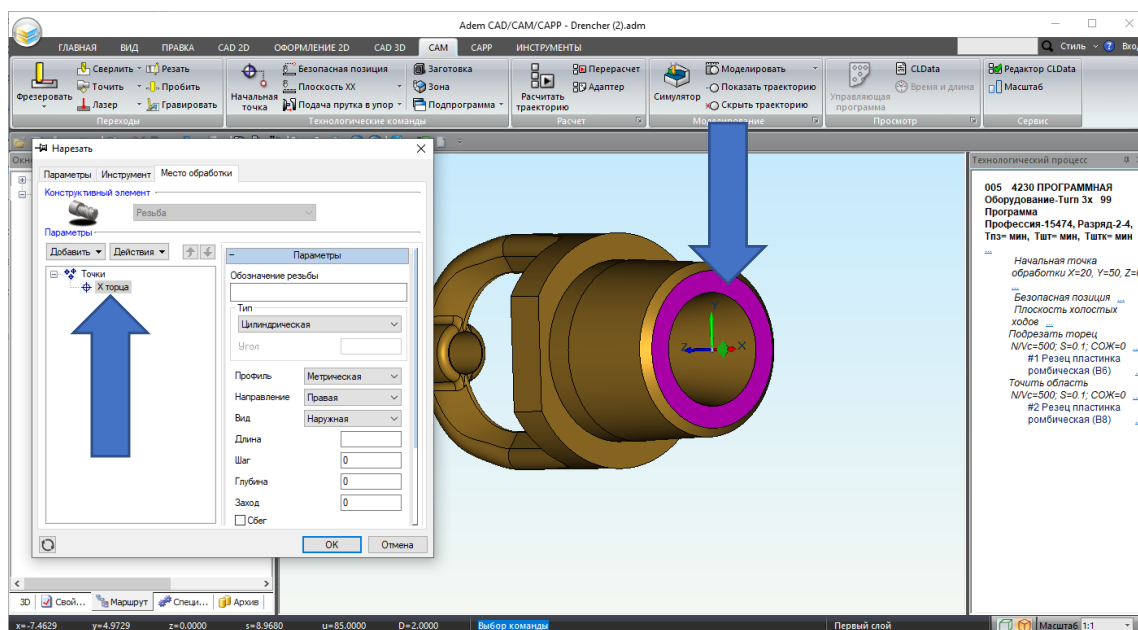 Adem CAD/CAM/CAPP - Drencher (2).adm
ГЛАВНАЯ ВИД ПРАВКА CAD 2D ОФОРМЛЕНИЕ 2D CAD 3D CAM CAPP ИНСТРУМЕНТЫ Стиль Вхо
Фрезеровать
Сверлить Резать
Точить Пробить
Лазер Гравировать
Переходы
Начальная точка
Безопасная позиция
Плоскость XX
Подача прутка в упор
Заготовка
Зона
Подпрограмма
Технологические команды
Расчитать траекторию
Перерасчет
Адаптер
Расчет
Симулятор
Моделировать
Показать траекторию
Скрыть траекторию
Управляющая программа
CLData
Время и длина
Просмотр
Редактор CLData
Масштаб
Сервис
Нарезать
Параметры Инструмент Место обработки
Конструктивный элемент
Резьба
Параметры
Добавить Действия
Точки
X торца
Параметры
Обозначение резьбы
Тип
Цилиндрическая
Угол
Профиль Метрическая
Направление Правая
Вид Наружная
Длина
Шаг 0
Глубина 0
Заход 0
Сбег
OK Отмена
Y
Z X
Технологический процесс
005 4230 ПРОГРАММНАЯ
Оборудование-Turn 3x 99
Программа
Профессия-15474, Разряд-2-4,
Тпз= мин, Тшт= мин, Тштк= мин
...
Начальная точка
обработки X=20, Y=50, Z=
...
Безопасная позиция ...
Плоскость холостых
ходов ...
Подрезать торец
N/Vc=500; S=0.1; СОЖ=0 ...
#1 Резец пластинка
ромбическая (B6)
Точить область
N/Vc=500; S=0.1; СОЖ=0 ...
#2 Резец пластинка
ромбическая (B8)
3D Свой... Маршрут Специ... Архив
x=-7.4629 y=4.9729 z=0.0000 s=8.9680 u=85.0000 D=2.0000 Выбор команды Первый слой Масштаб 1:1